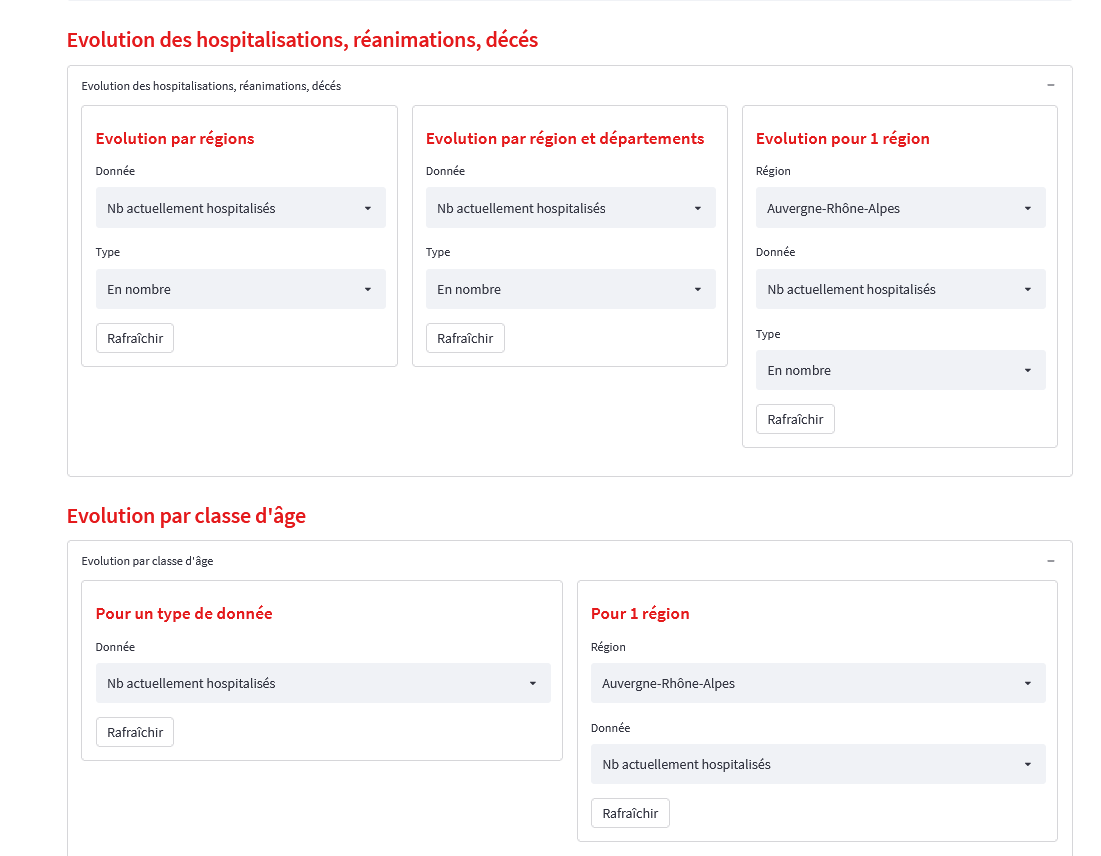 Evolution des hospitalisations, réanimations, décés
Evolution des hospitalisations, réanimations, décés
Evolution par régions
Donnée
Nb actuellement hospitalisés
Type
En nombre
Rafraîchir
Evolution par région et départements
Donnée
Nb actuellement hospitalisés
Type
En nombre
Rafraîchir
Evolution pour 1 région
Région
Auvergne-Rhône-Alpes
Donnée
Nb actuellement hospitalisés
Type
En nombre
Rafraîchir
Evolution par classe d'âge
Evolution par classe d'âge
Pour un type de donnée
Donnée
Nb actuellement hospitalisés
Rafraîchir
Pour 1 région
Région
Auvergne-Rhône-Alpes
Donnée
Nb actuellement hospitalisés
Rafraîchir